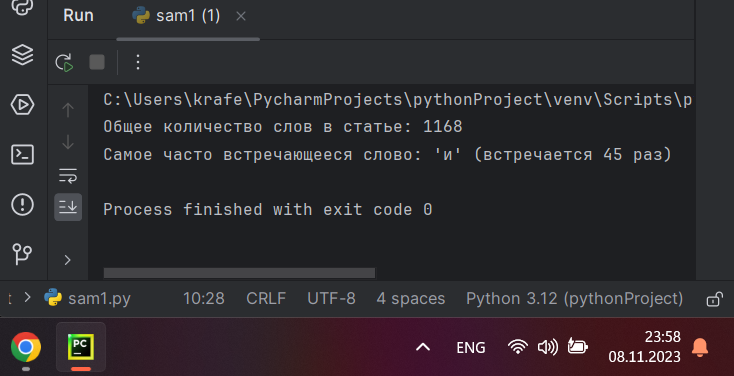 Run sam1 (1)
C:\Users\krafe\PycharmProjects\pythonProject\venv\Scripts\p
Общее количество слов в статье: 1168
Самое часто встречающееся слово: 'и' (встречается 45 раз)
Process finished with exit code 0
t > sam1.py 10:28 CRLF UTF-8 4 spaces Python 3.12 (pythonProject)
PC ENG 23:58
08.11.2023